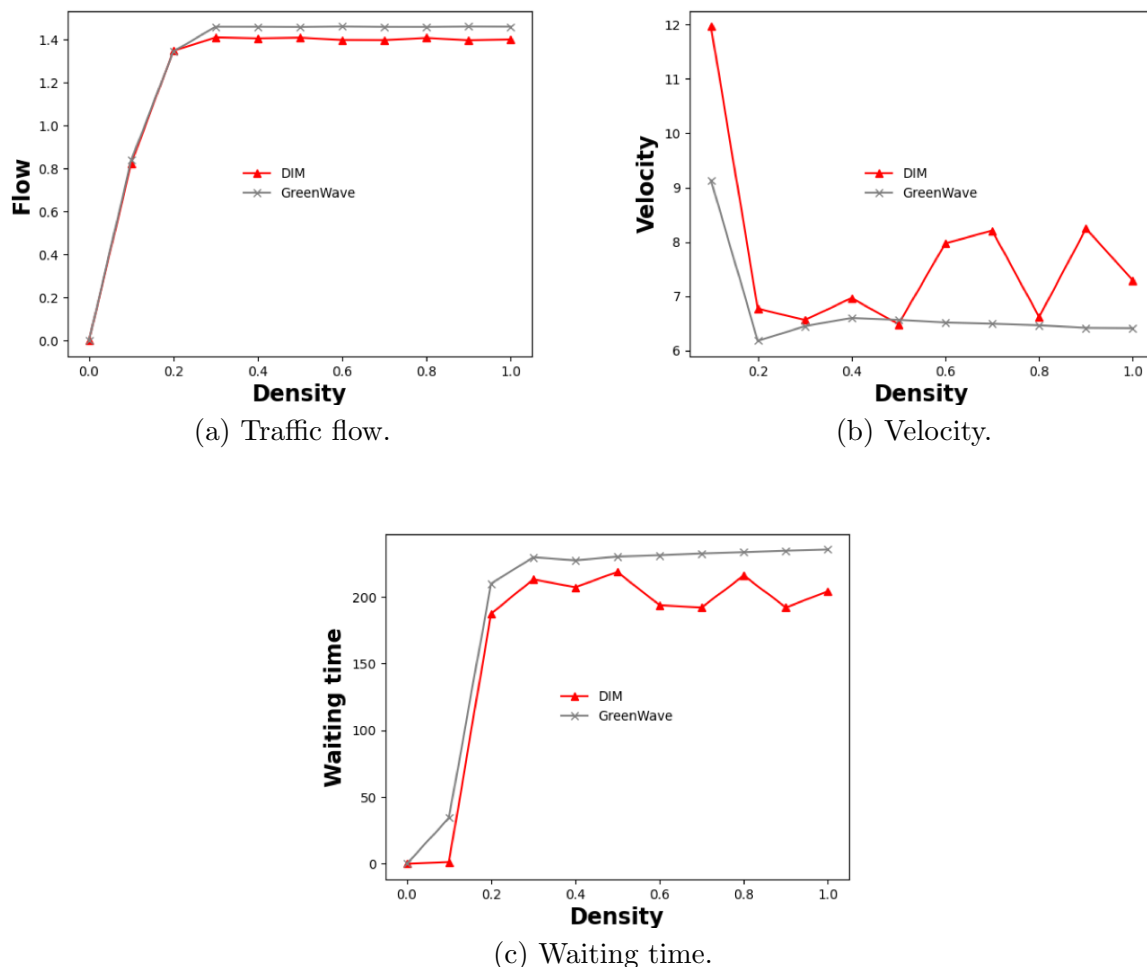 1.4
1.2
1.0
0.8
0.6
0.4
0.2
0.0
Flow
DIM
GreenWave
0.0 0.2 0.4 0.6 0.8 1.0
Density
(a) Traffic flow.
12
11
10
9
8
7
6
Velocity
DIM
GreenWave
0.2 0.4 0.6 0.8 1.0
Density
(b) Velocity.
200
150
100
50
0
Waiting time
DIM
GreenWave
0.0 0.2 0.4 0.6 0.8 1.0
Density
(c) Waiting time.